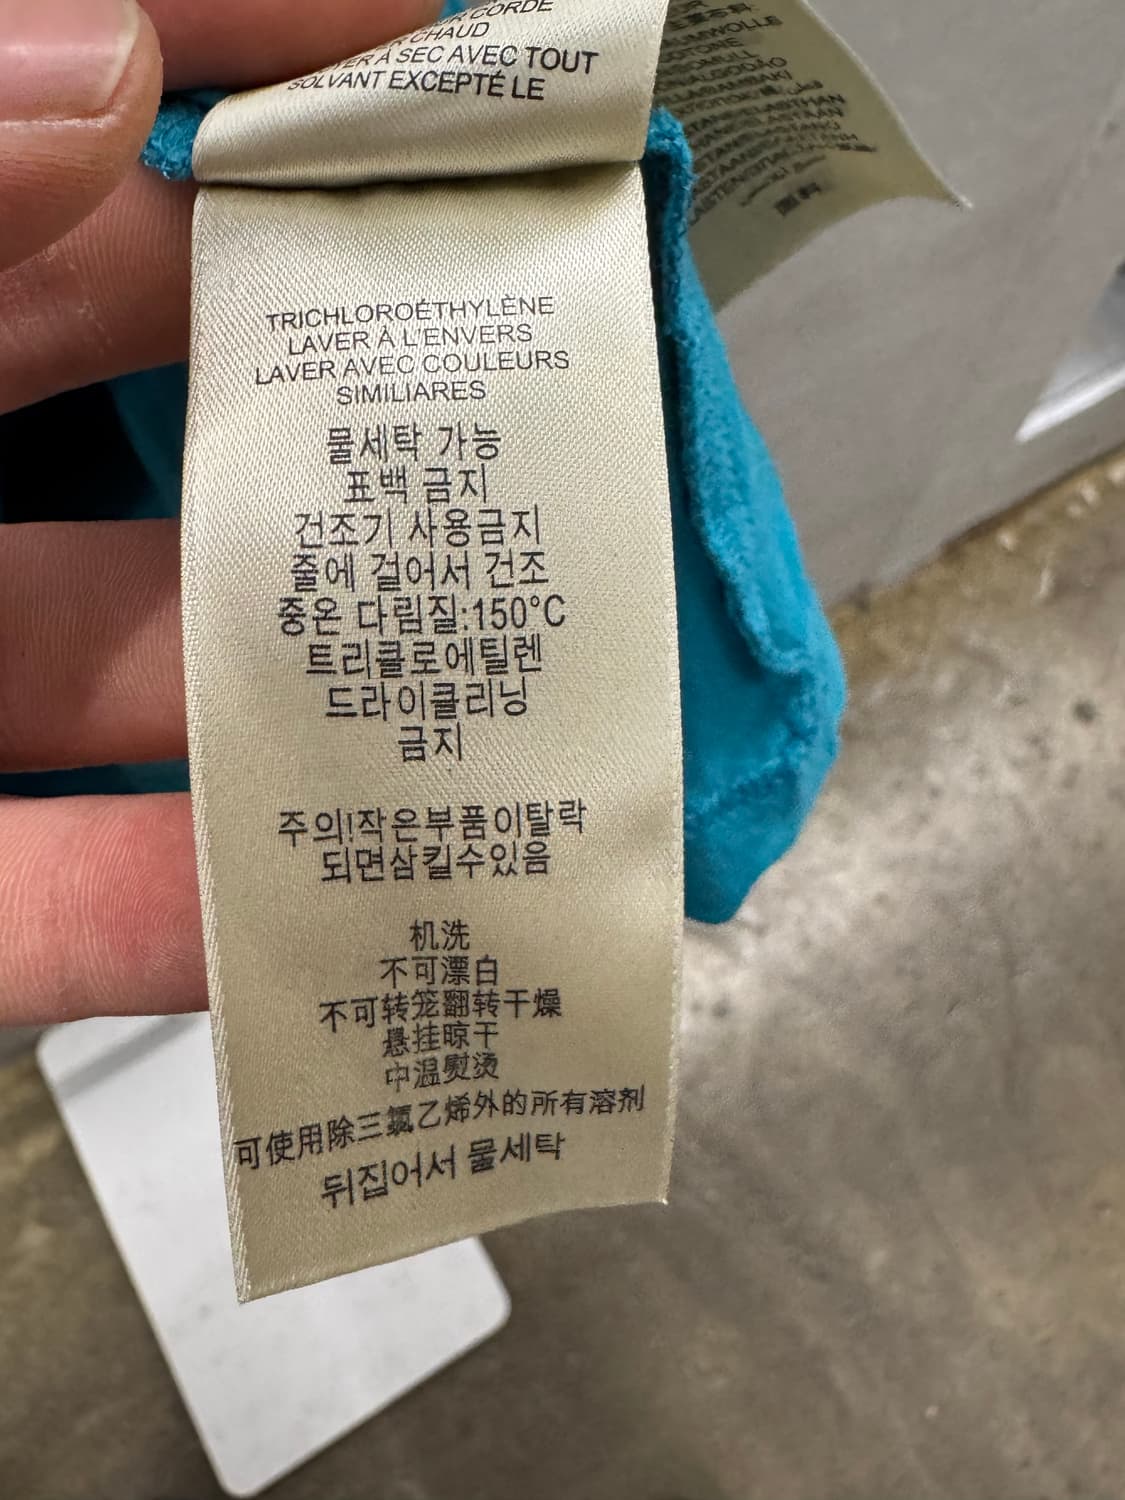 CORDE
CHAUD
À SEC AVEC TOUT
SOLVANT EXCEPTÉ LE
TRICHLOROÉTHYLÈNE
LAVER À L'ENVERS
LAVER AVEC COULEURS
SIMILIARES
물세탁 가능
표백 금지
건조기 사용금지
줄에 걸어서 건조
중온 다림질:150°C
트리클로에틸렌
드라이클리닝
금지
주의!작은부품이탈락
되면삼킬수있음
机洗
不可漂白
不可转笼翻转干燥
悬挂晾干
中温熨烫
可使用除三氯乙烯外的所有溶剂
뒤집어서 물세탁